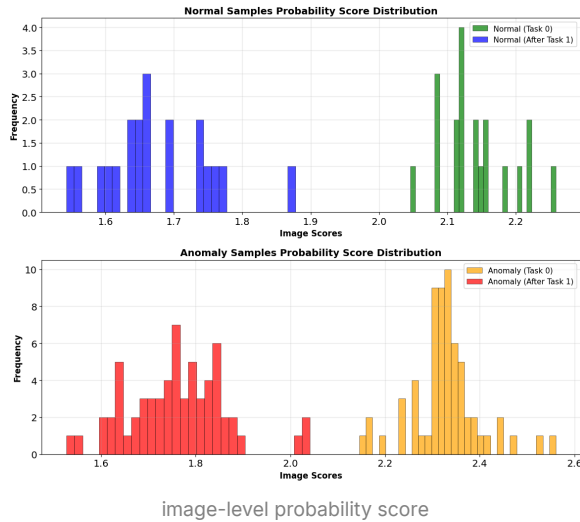 Normal Samples Probability Score Distribution
4.0
3.5
3.0
2.5
2.0
1.5
1.0
0.5
0.0
Frequency
Normal (Task 0)
Normal (After Task 1)
1.6 1.7 1.8 1.9 2.0 2.1 2.2
Image Scores
Anomaly Samples Probability Score Distribution
10
8
6
4
2
0
Frequency
Anomaly (Task 0)
Anomaly (After Task 1)
1.6 1.8 2.0 2.2 2.4 2.6
Image Scores
image-level probability score